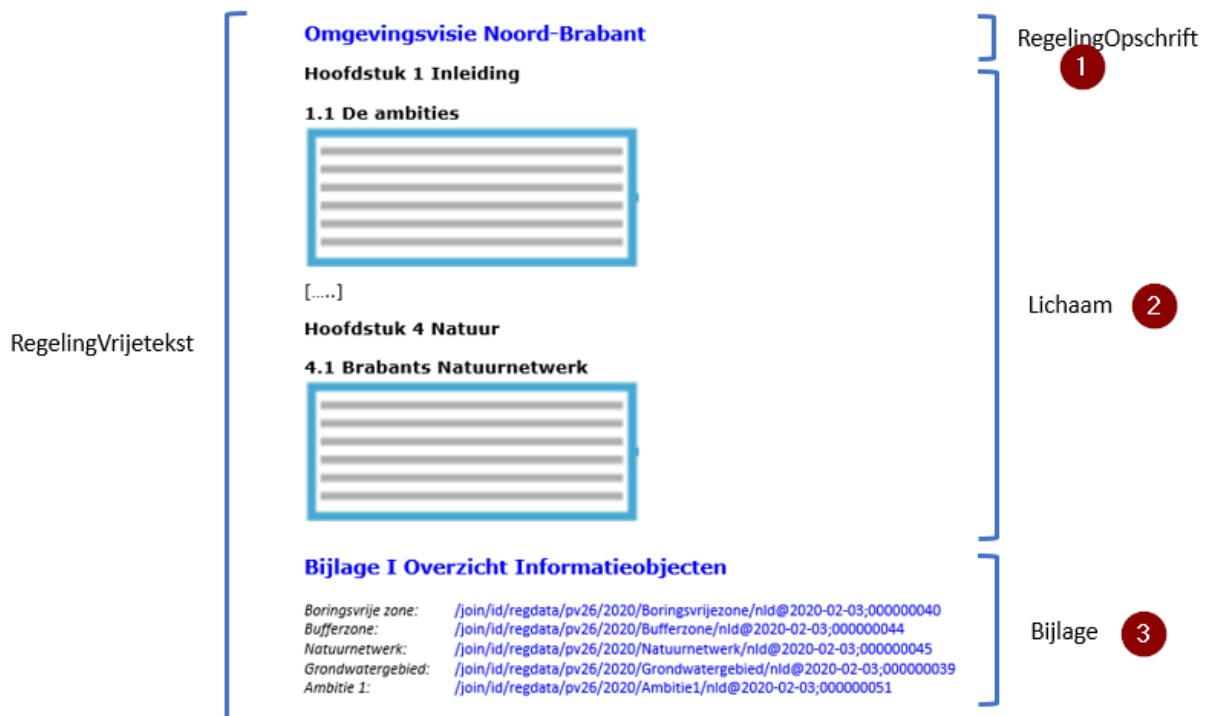 Omgevingsvisie Noord-Brabant
RegelingOpschrift
1
Hoofdstuk 1 Inleiding
1.1 De ambities
[.....]
Lichaam 2
Hoofdstuk 4 Natuur
RegelingVrijetekst
4.1 Brabants Natuurnetwerk
Bijlage I Overzicht Informatieobjecten
Boringsvrije zone: /join/id/regdata/pv26/2020/Boringsvrijezone/nld@2020-02-03;000000040
Bufferzone: /join/id/regdata/pv26/2020/Bufferzone/nld@2020-02-03;000000044
Natuurnetwerk: /join/id/regdata/pv26/2020/Natuurnetwerk/nld@2020-02-03;000000045
Grondwatergebied: /join/id/regdata/pv26/2020/Grondwatergebied/nld@2020-02-03;000000039
Ambitie 1: /join/id/regdata/pv26/2020/Ambitie1/nld@2020-02-03;000000051
Bijlage 3